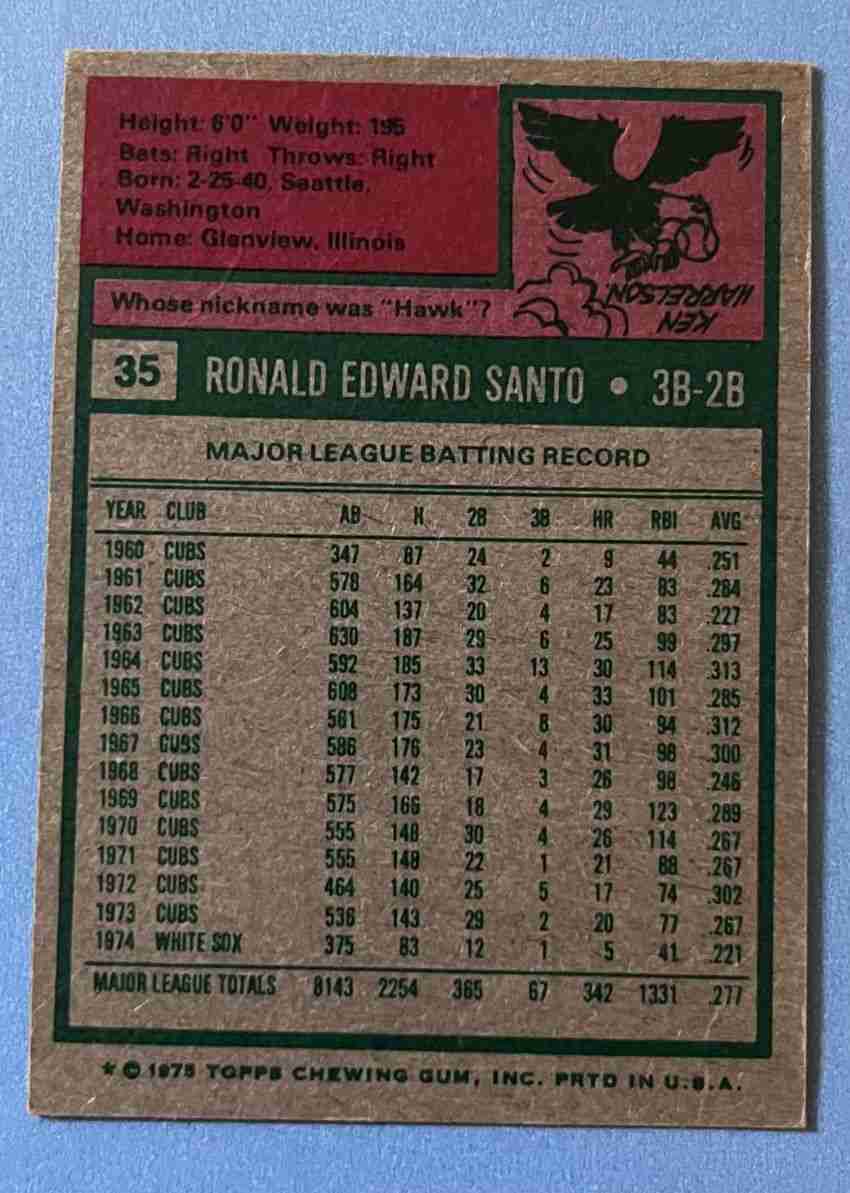 Height: 6'0" Weight: 195
Bats: Right Throws: Right
Born: 2-25-40, Seattle,
Washington
Home: Glenview, Illinois
Whose nickname was "Hawk"?
KEN
HARRELSON
35 RONALD EDWARD SANTO • 3B-2B
MAJOR LEAGUE BATTING RECORD
YEAR CLUB AB H 2B 3B HR RBI AVG
1960 CUBS 347 87 24 2 9 44 .251
1961 CUBS 578 164 32 6 23 83 .284
1962 CUBS 604 137 20 4 17 83 .227
1963 CUBS 630 187 29 6 25 99 .297
1964 CUBS 592 185 33 13 30 114 .313
1965 CUBS 608 173 30 4 33 101 .285
1966 CUBS 561 175 21 8 30 94 .312
1967 CUBS 586 176 23 4 31 98 .300
1968 CUBS 577 142 17 3 26 98 .246
1969 CUBS 575 166 18 4 29 123 .289
1970 CUBS 555 148 30 4 26 114 .267
1971 CUBS 555 148 22 1 21 88 .267
1972 CUBS 464 140 25 5 17 74 .302
1973 CUBS 536 143 29 2 20 77 .267
1974 WHITE SOX 375 83 12 1 5 41 .221
MAJOR LEAGUE TOTALS 8143 2254 365 67 342 1331 .277
* © 1975 TOPPS CHEWING GUM, INC. PRTD IN U.S.A.